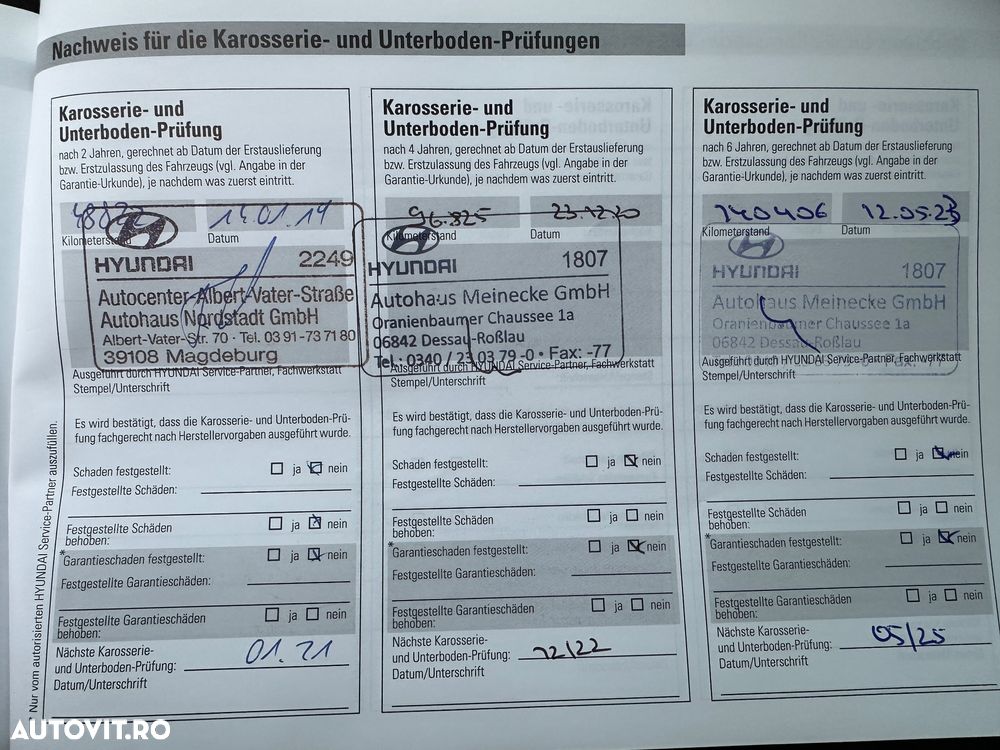 Nachweis für die Karosserie- und Unterboden-Prüfungen
Karosserie- und
Unterboden-Prüfung
nach 2 Jahren, gerechnet ab Datum der Erstauslieferung
bzw. Erstzulassung des Fahrzeugs (vgl. Angabe in der
Garantie-Urkunde), je nachdem was zuerst eintritt.
14.01.19
Kilometerstand
Datum
HYUNDAI 2249
Autocenter-Albert-Vater-Straße
Autohaus Nordstadt GmbH
Albert-Vater-Str. 70 · Tel. 03 91 -73 71 80
39108 Magdeburg
Ausgeführt durch HYUNDAI Service-Partner, Fachwerkstatt
Stempel/Unterschrift
Es wird bestätigt, dass die Karosserie- und Unterboden-Prü-
fung fachgerecht nach Herstellervorgaben ausgeführt wurde.
Schaden festgestellt: ja nein
Festgestellte Schäden:
Festgestellte Schäden
behoben: ja nein
*Garantieschaden festgestellt: ja nein
Festgestellte Garantieschäden:
Festgestellte Garantieschäden
behoben: ja nein
Nächste Karosserie-
und Unterboden-Prüfung: 01.21
Datum/Unterschrift
Karosserie- und
Unterboden-Prüfung
nach 4 Jahren, gerechnet ab Datum der Erstauslieferung
bzw. Erstzulassung des Fahrzeugs (vgl. Angabe in der
Garantie-Urkunde), je nachdem was zuerst eintritt.
96.825 23.12.20
Kilometerstand
Datum
HYUNDAI 1807
Autohaus Meinecke GmbH
Oranienbaumer Chaussee 1a
06842 Dessau-Roßlau
Tel · 0340 / 23 03 79 -0 • Fax: -77
Ausgeführt durch HYUNDAI Service-Partner, Fachwerkstatt
Stempel/Unterschrift
Es wird bestätigt, dass die Karosserie- und Unterboden-Prü-
fung fachgerecht nach Herstellervorgaben ausgeführt wurde.
Schaden festgestellt: ja nein
Festgestellte Schäden:
Festgestellte Schäden
behoben: ja nein
*Garantieschaden festgestellt: ja nein
Festgestellte Garantieschäden:
Festgestellte Garantieschäden
behoben: ja nein
Nächste Karosserie-
und Unterboden-Prüfung: 12/22
Datum/Unterschrift
Karosserie- und
Unterboden-Prüfung
nach 6 Jahren, gerechnet ab Datum der Erstauslieferung
bzw. Erstzulassung des Fahrzeugs (vgl. Angabe in der
Garantie-Urkunde), je nachdem was zuerst eintritt.
140406 12.05.23
Kilometerstand
Datum
HYUNDAI 1807
Autohaus Meinecke GmbH
Oranienbaumer Chaussee 1a
06842 Dessau-Roßlau
Fax: -77
Ausgeführt durch HYUNDAI Service-Partner, Fachwerkstatt
Stempel/Unterschrift
Es wird bestätigt, dass die Karosserie- und Unterboden-Prü-
fung fachgerecht nach Herstellervorgaben ausgeführt wurde.
Schaden festgestellt: ja nein
Festgestellte Schäden:
Festgestellte Schäden
behoben: ja nein
*Garantieschaden festgestellt: ja nein
Festgestellte Garantieschäden:
Festgestellte Garantieschäden
behoben: ja nein
Nächste Karosserie-
und Unterboden-Prüfung: 05/25
Datum/Unterschrift
Nur vom autorisierten HYUNDAI Service-Partner auszufüllen.
AUTOVIT.RO